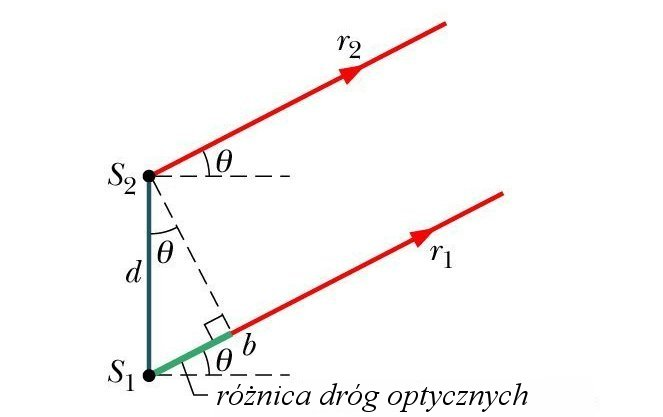 r2
S2
θ
θ
d
r1
b
θ
S1
różnica dróg optycznych